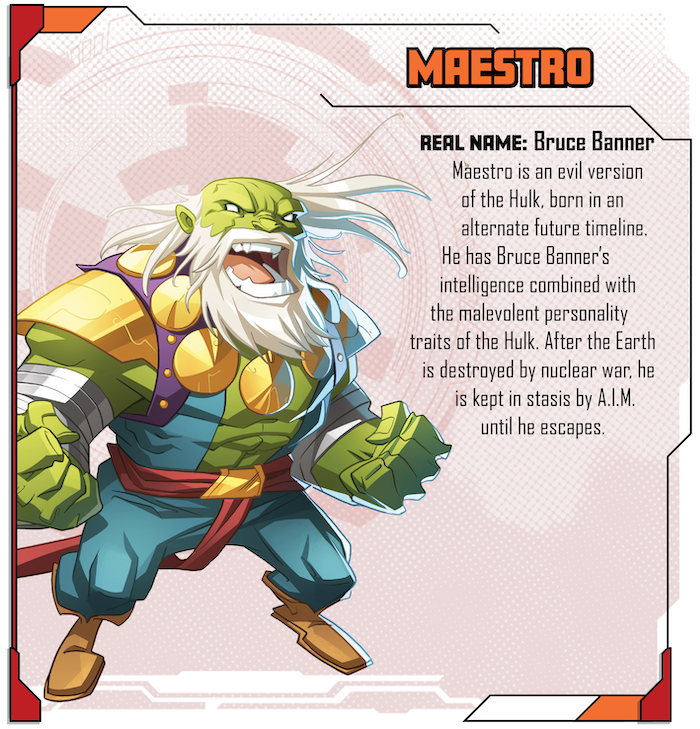 MAESTRO
REAL NAME: Bruce Banner
Maestro is an evil version
of the Hulk, born in an
alternate future timeline.
He has Bruce Banner's
intelligence combined with
the malevolent personality
traits of the Hulk. After the Earth
is destroyed by nuclear war, he
is kept in stasis by A.I.M.
until he escapes.